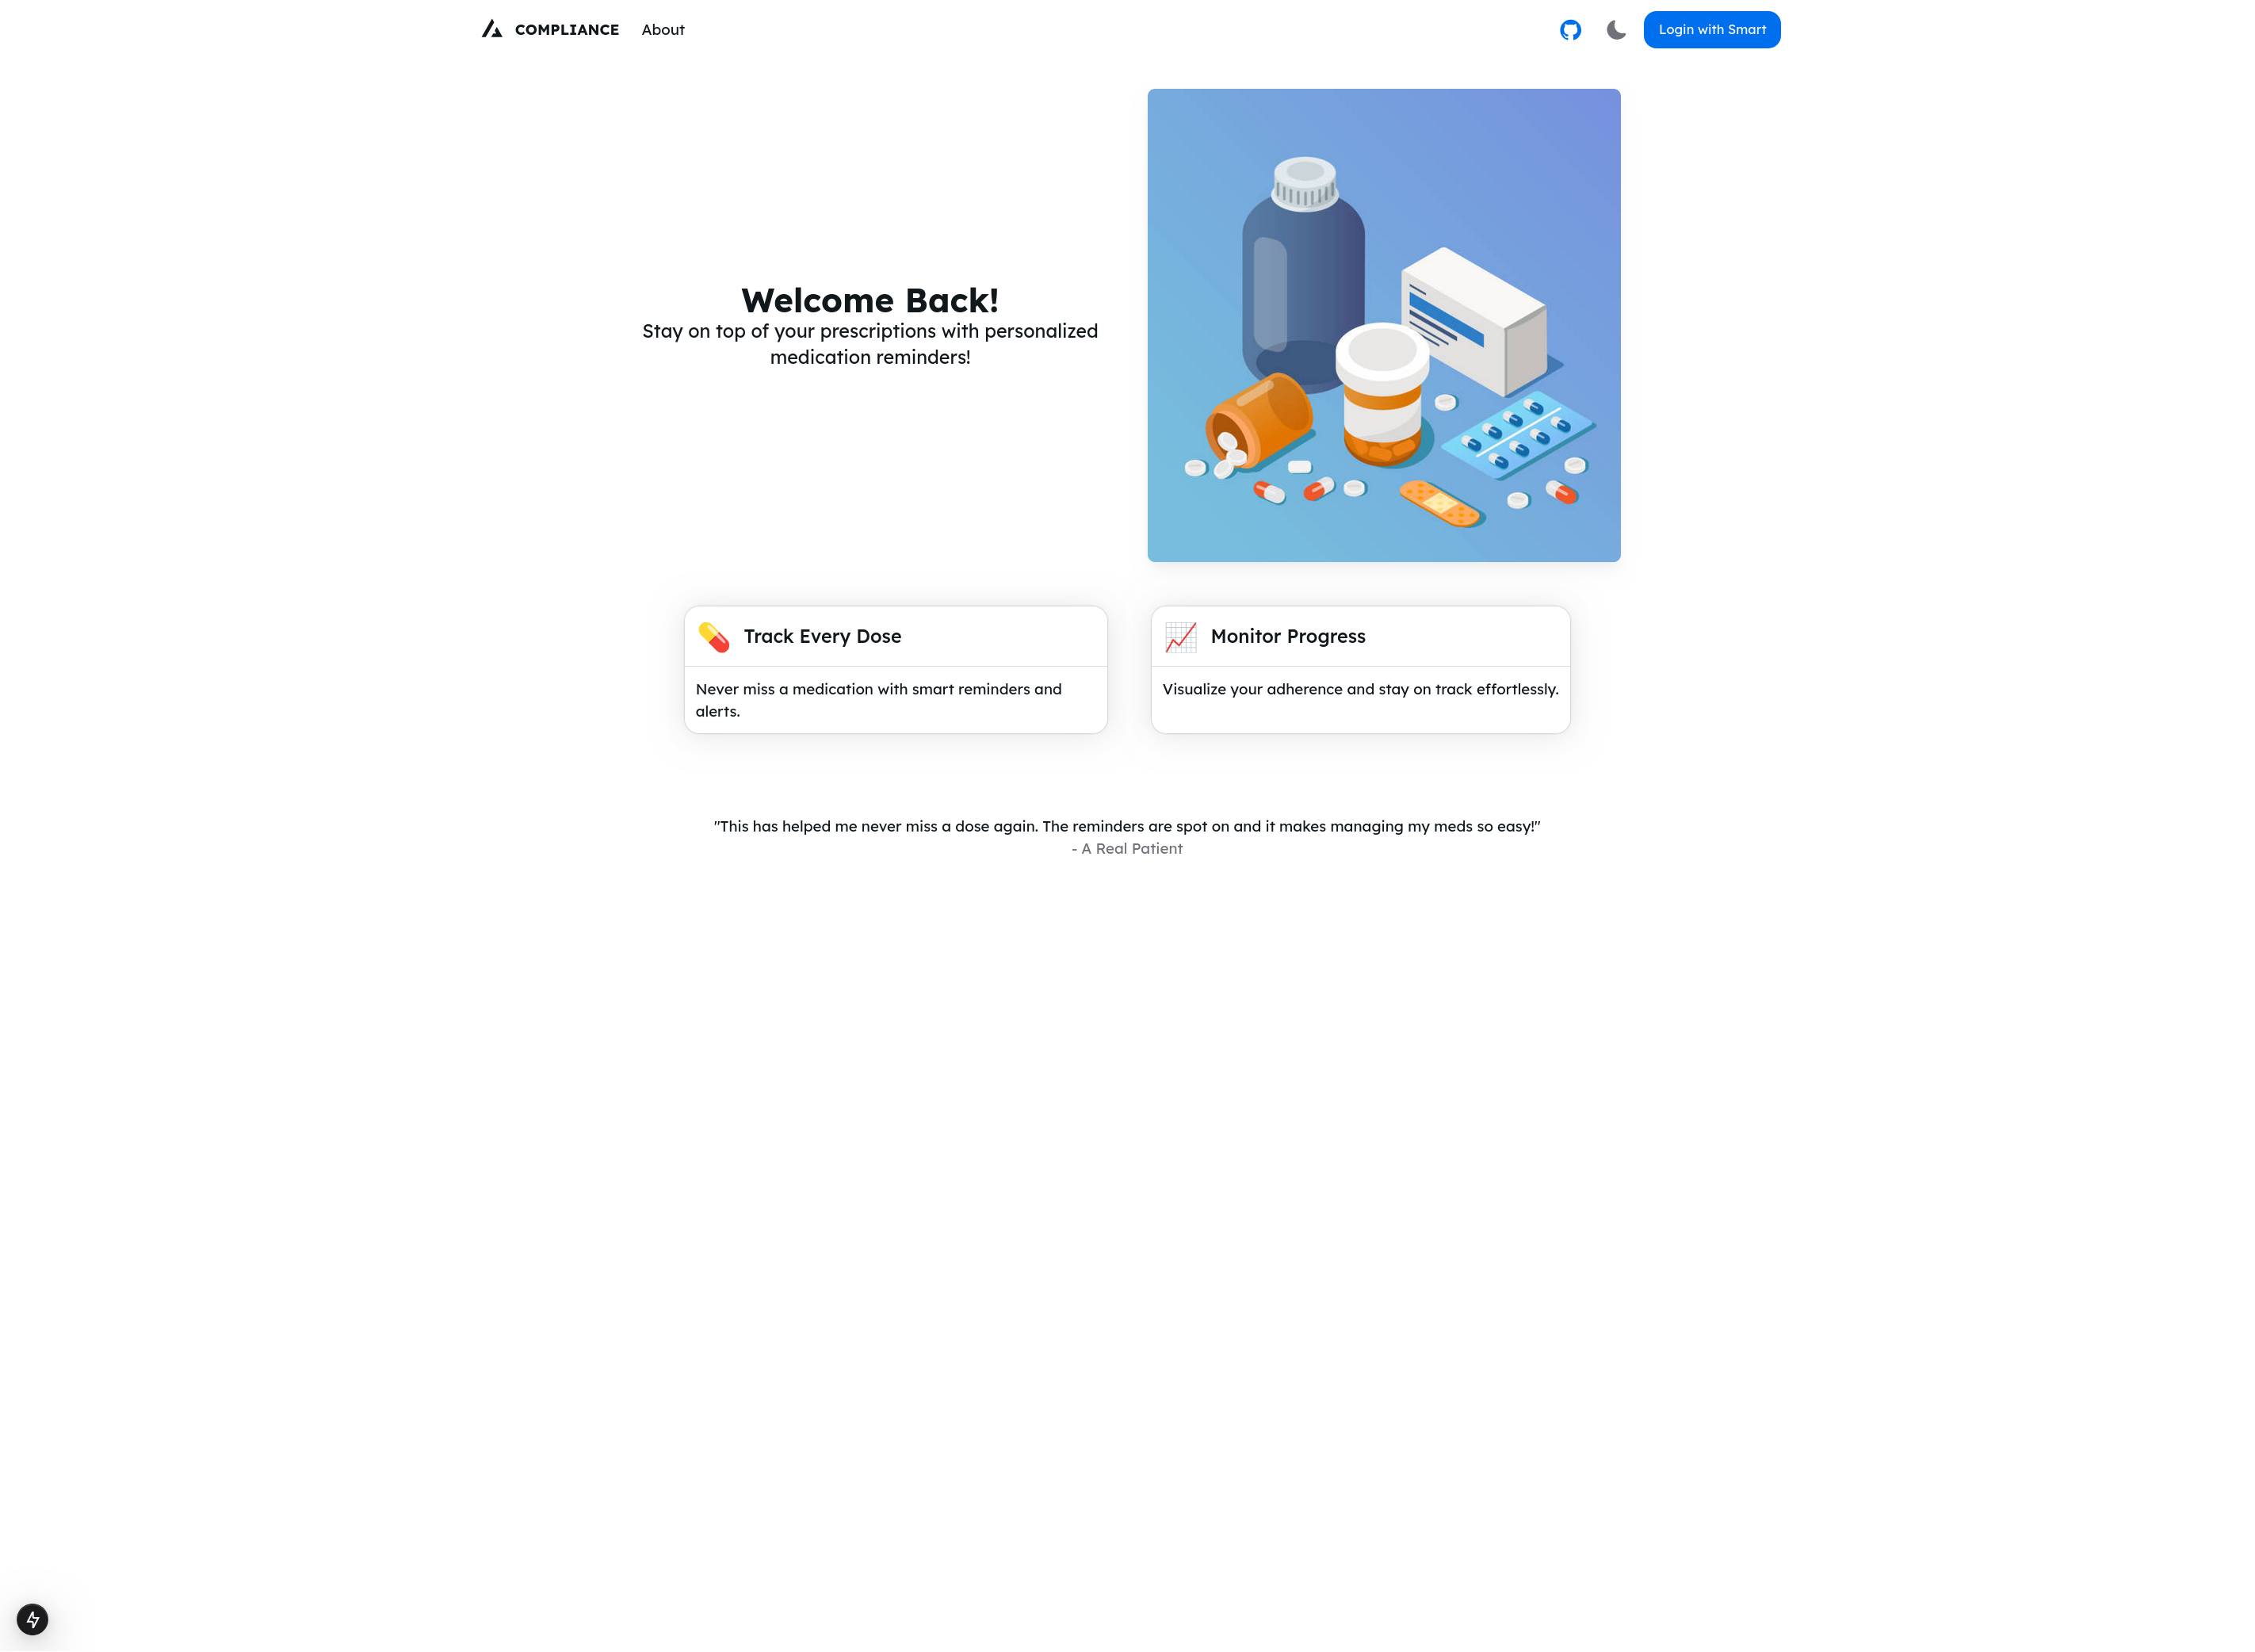 COMPLIANCE
About
Login with Smart
Welcome Back!
Stay on top of your prescriptions with personalized
medication reminders!
Track Every Dose
Never miss a medication with smart reminders and
alerts.
Monitor Progress
Visualize your adherence and stay on track effortlessly.
"This has helped me never miss a dose again. The reminders are spot on and it makes managing my meds so easy!"
- A Real Patient